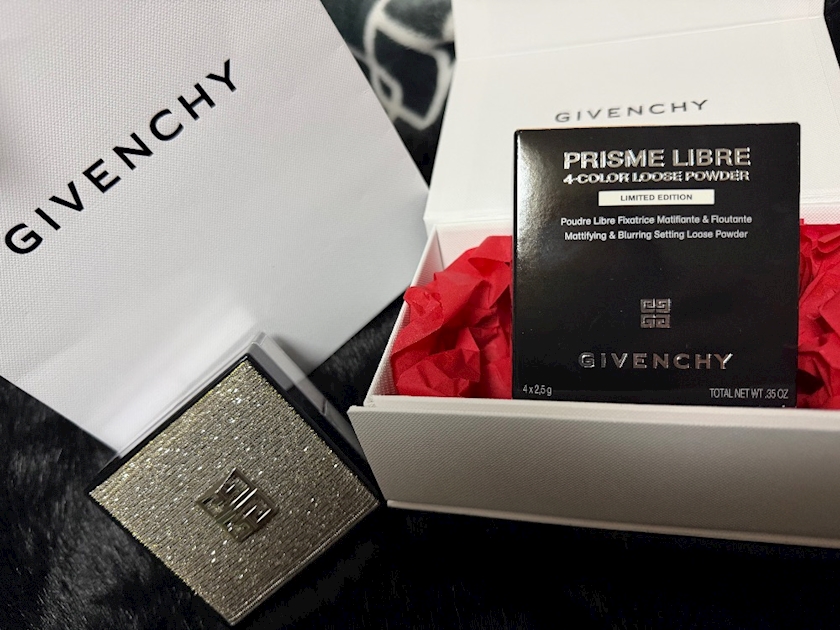 GIVENCHY
GIVENCHY
PRISME LIBRE
4-COLOR LOOSE POWDER
LIMITED EDITION
Poudre Libre Fixatrice Matifiante & Floutante
Mattifying & Blurring Setting Loose Powder
GIVENCHY
4 x 2,5 g
TOTAL NET WT .35 OZ